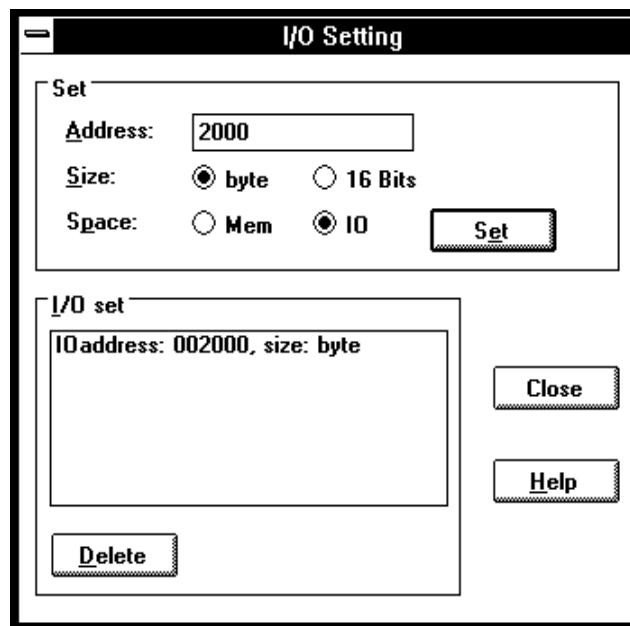 I/O Setting
Set
Address: 2000
Size: byte 16 Bits
Space: Mem IO Set
I/O set
IOaddress: 002000, size: byte
Close
Help
Delete